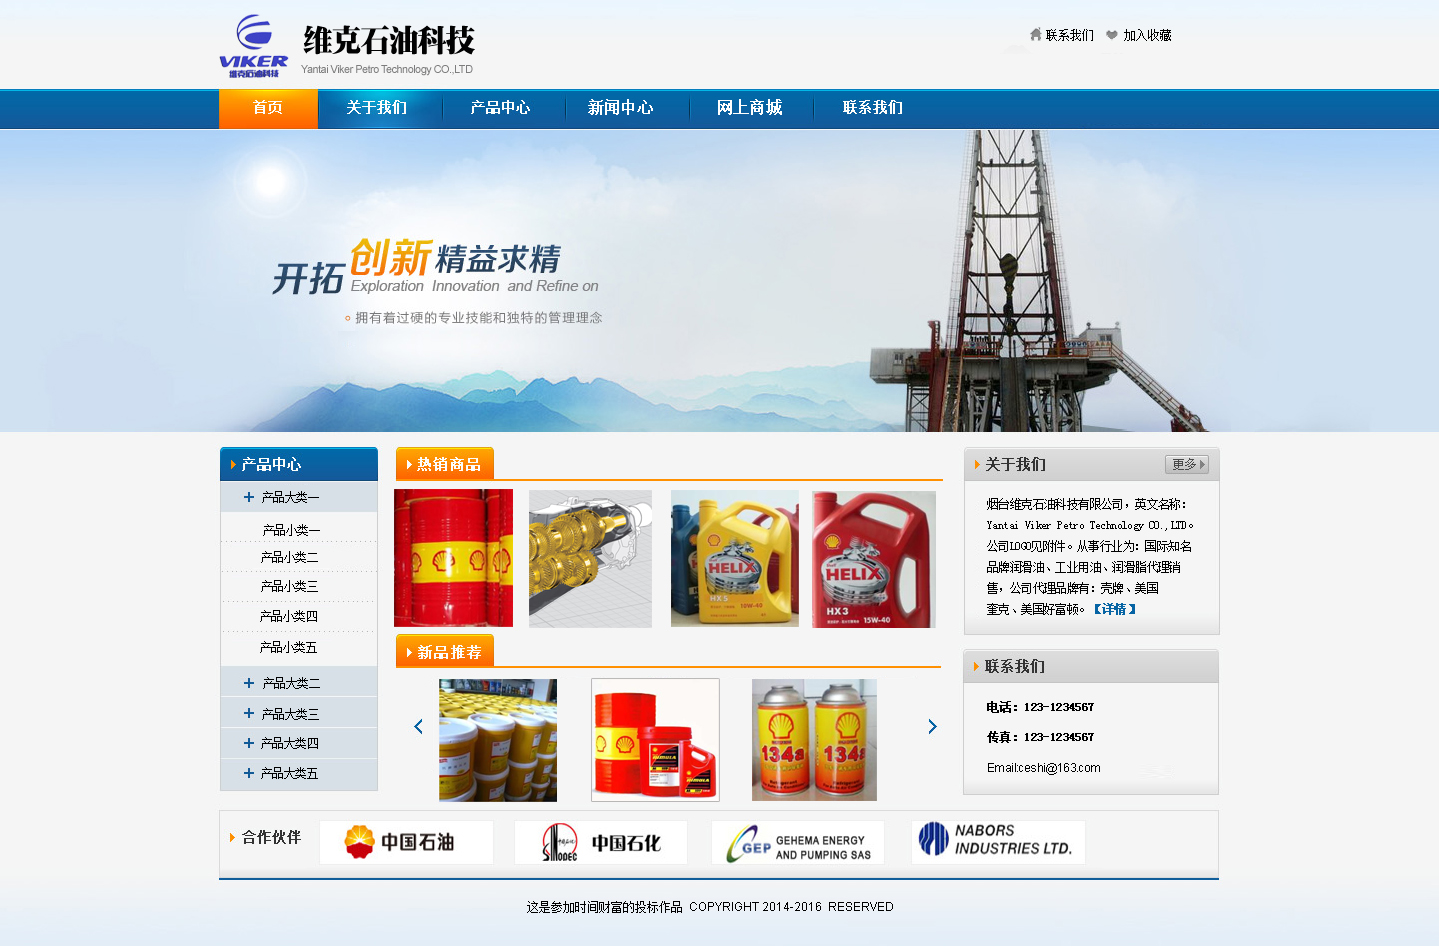 维克石油科技
VIKER
维克石油科技
Yantai Viker Petro Technology CO.,LTD
联系我们 加入收藏
首页 关于我们 产品中心 新闻中心 网上商城 联系我们
开拓 创新 精益求精
Exploration Innovation and Refine on
拥有着过硬的专业技能和独特的管理理念
产品中心
产品大类一
产品小类一
产品小类二
产品小类三
产品小类四
产品小类五
产品大类二
产品大类三
产品大类四
产品大类五
热销商品
HELIX
HX5
10W-40
HELIX
HX3
15W-40
新品推荐
RIMULA
134a
134a
关于我们 更多
烟台维克石油科技有限公司，英文名称：
Yantai Viker Petro Technology CO.,LTD。
公司LOGO见附件。从事行业为：国际知名
品牌润滑油、工业用油、润滑脂代理销
售，公司代理品牌有：壳牌、美国
奎克、美国好富顿。【详情】
联系我们
电话：123-1234567
传真：123-1234567
Email:ceshi@163.com
合作伙伴
中国石油
SINOPEC
中国石化
GEP
GEHEMA ENERGY
AND PUMPING SAS
NABORS
INDUSTRIES LTD.
这是参加时间财富的投标作品 COPYRIGHT 2014-2016 RESERVED